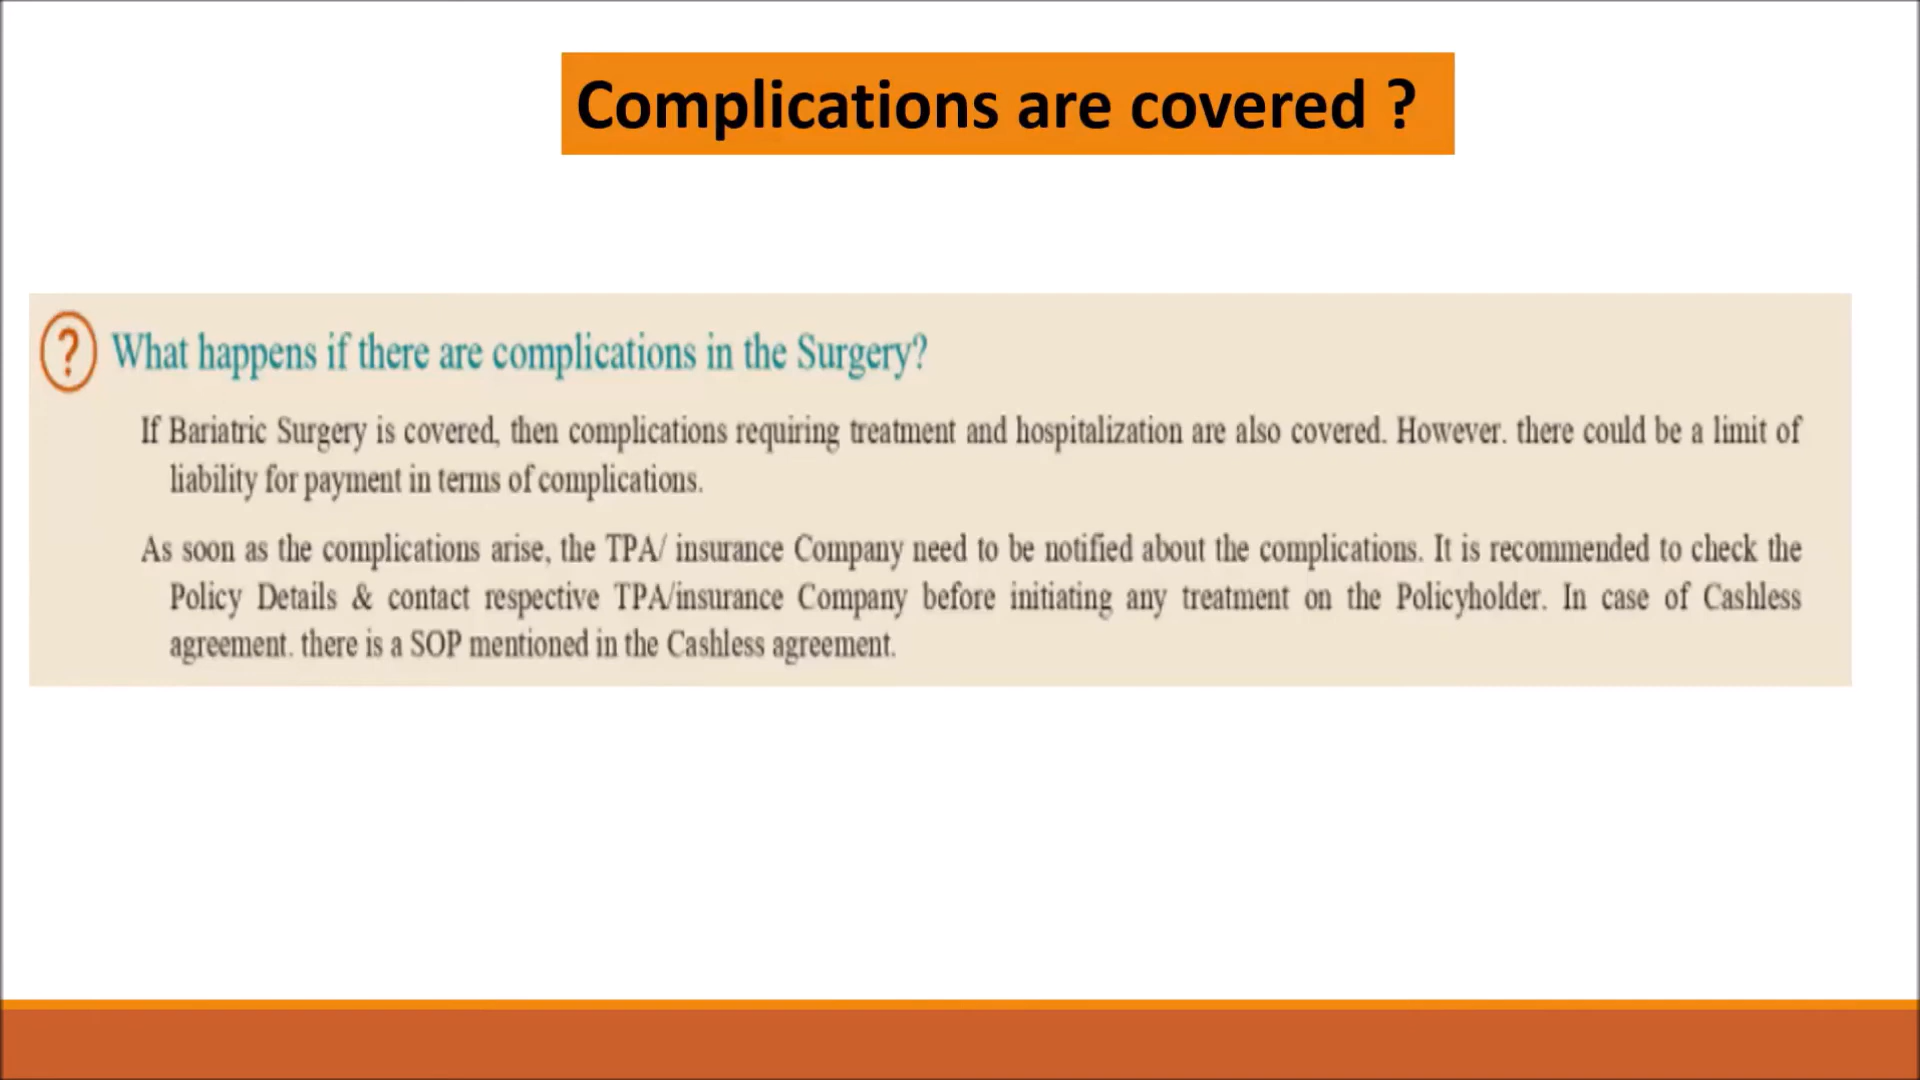 Complications are covered ?
? What happens if there are complications in the Surgery?
If Bariatric Surgery is covered, then complications requiring treatment and hospitalization are also covered. However. there could be a limit of
liability for payment in terms of complications.
As soon as the complications arise, the TPA/ insurance Company need to be notified about the complications. It is recommended to check the
Policy Details & contact respective TPA/insurance Company before initiating any treatment on the Policyholder. In case of Cashless
agreement. there is a SOP mentioned in the Cashless agreement.